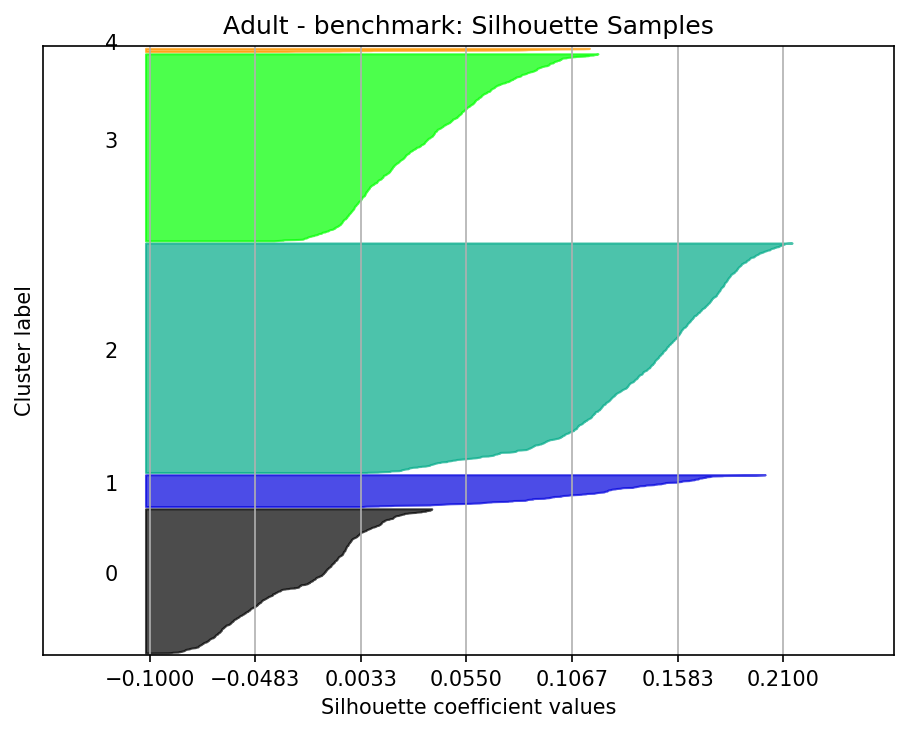 Adult - benchmark: Silhouette Samples
4
3
2
1
0
Cluster label
−0.1000 −0.0483 0.0033 0.0550 0.1067 0.1583 0.2100
Silhouette coefficient values